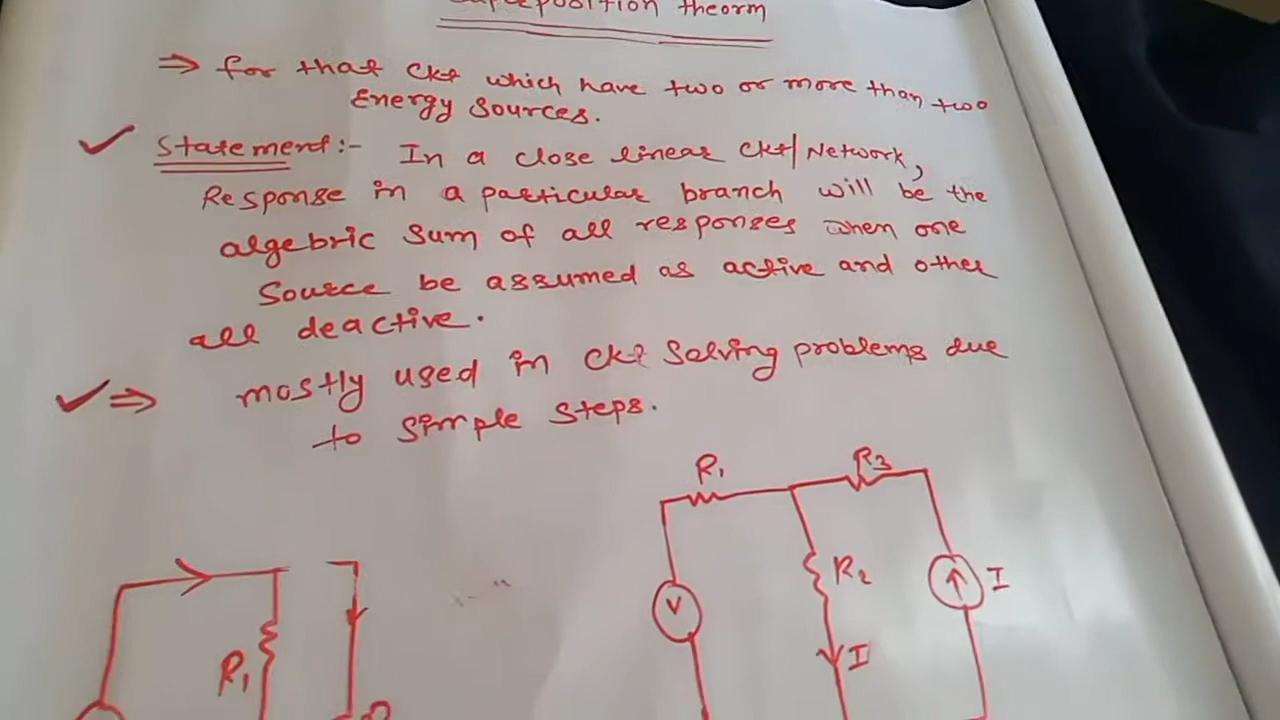 theorm
⇒ for that ckt which have two or more than two
Energy Sources.
✓ Statement:- In a close linear ckt/Network,
Response in a particular branch will be the
algebric sum of all responses when one
Source be assumed as active and other
all deactive.
✓⇒ mostly used in ckt solving problems due
to simple steps.
R1 R3
V R2 I
I
R1